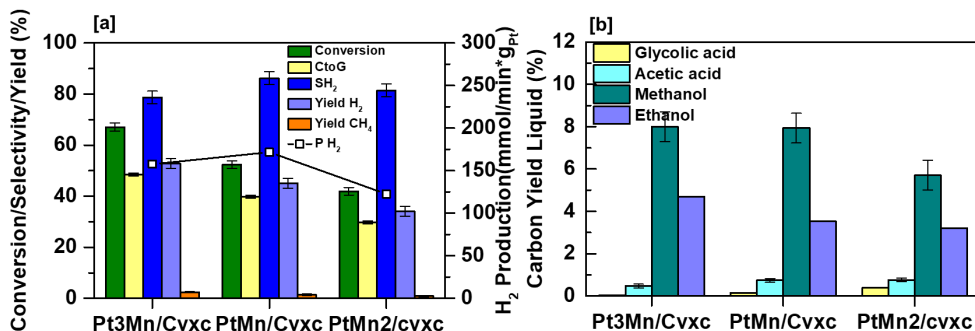 [a]
Conversion/Selectivity/Yield (%)
100
80
60
40
20
0
Conversion
CtoG
SH₂
Yield H₂
Yield CH₄
P H₂
300
250
200
150
100
50
0
H₂ Production(mmol/min*gPt)
Pt3Mn/Cvxc PtMn/Cvxc PtMn2/cvxc
[b]
Carbon Yield Liquid (%)
12
10
8
6
4
2
0
Glycolic acid
Acetic acid
Methanol
Ethanol
Pt3Mn/Cvxc PtMn/Cvxc PtMn2/cvxc